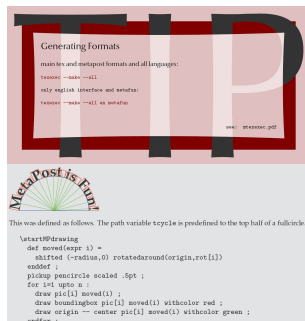 TIP
Generating Formats
main tex and metapost formats and all languages:
texexec --make --all
only english interface and metafun:
texexec --make --all en metafun
see: mtexexec.pdf
MetaPost is Fun!
This was defined as follows. The path variable tcycle is predefined to the top half of a fullcircle.
\startMPdrawing
def moved(expr i) =
shifted (-radius,0) rotatedaround(origin,rot[i])
enddef ;
pickup pencircle scaled .5pt ;
for i=1 upto n :
draw pic[i] moved(i) ;
draw boundingbox pic[i] moved(i) withcolor red ;
draw origin -- center pic[i] moved(i) withcolor green ;
endfor ;